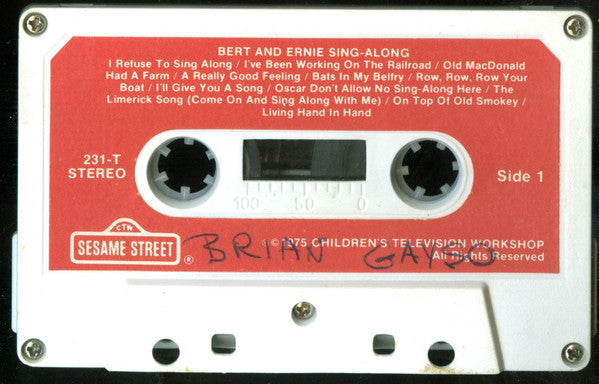 BERT AND ERNIE SING-ALONG
I Refuse To Sing Along / I've Been Working On The Railroad / Old MacDonald
Had A Farm / A Really Good Feeling / Bats In My Belfry / Row, Row, Row Your
Boat / I'll Give You A Song / Oscar Don't Allow No Sing-Along Here / The
Limerick Song (Come On And Sing Along With Me) / On Top Of Old Smokey /
Living Hand In Hand
231-T
STEREO
100 50 0
Side 1
CTW
SESAME STREET ®
©℗1975 CHILDREN'S TELEVISION WORKSHOP
All Rights Reserved
BRIAN